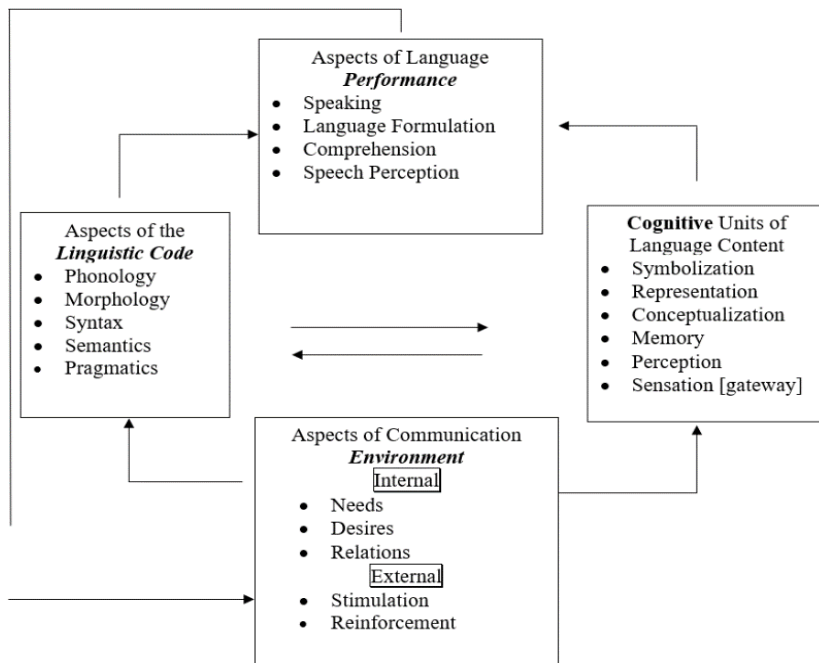 Aspects of Language
Performance
• Speaking
• Language Formulation
• Comprehension
• Speech Perception
Aspects of the
Linguistic Code
• Phonology
• Morphology
• Syntax
• Semantics
• Pragmatics
Cognitive Units of
Language Content
• Symbolization
• Representation
• Conceptualization
• Memory
• Perception
• Sensation [gateway]
Aspects of Communication
Environment
Internal
• Needs
• Desires
• Relations
External
• Stimulation
• Reinforcement